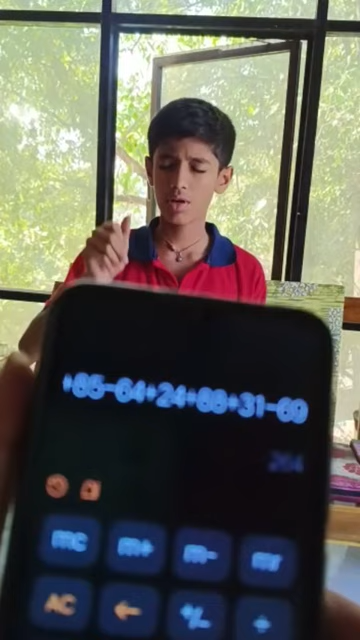 +85-64+24+88+31-69
264
mc m+ m- mr
AC ← +/- ÷